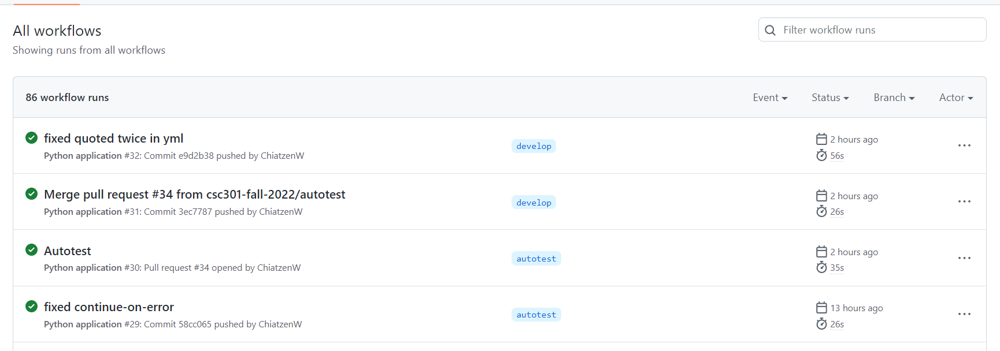 All workflows
Showing runs from all workflows
Filter workflow runs
86 workflow runs
Event
Status
Branch
Actor
fixed quoted twice in yml
Python application #32: Commit e9d2b38 pushed by ChiatzenW
develop
2 hours ago
56s
Merge pull request #34 from csc301-fall-2022/autotest
Python application #31: Commit 3ec7787 pushed by ChiatzenW
develop
2 hours ago
26s
Autotest
Python application #30: Pull request #34 opened by ChiatzenW
autotest
2 hours ago
35s
fixed continue-on-error
Python application #29: Commit 58cc065 pushed by ChiatzenW
autotest
13 hours ago
26s